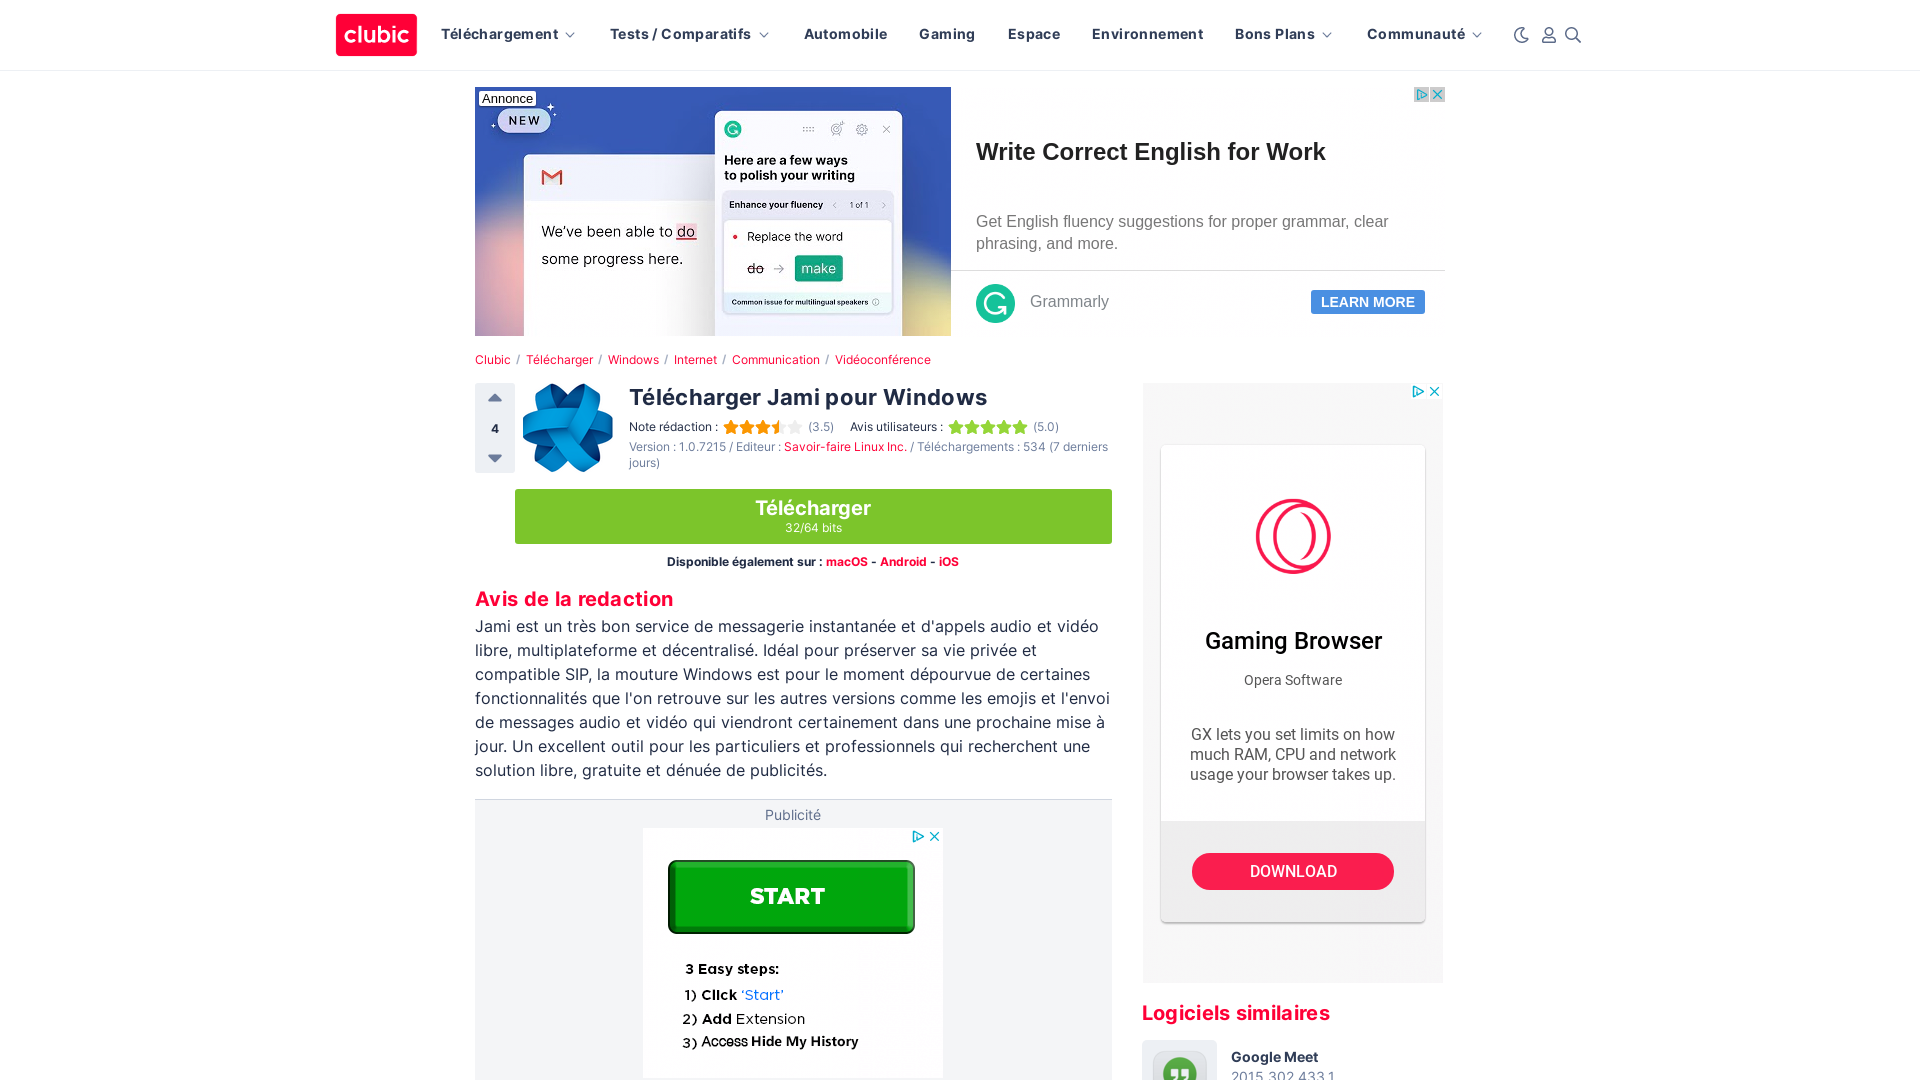 clubic
Téléchargement
Tests / Comparatifs
Automobile
Gaming
Espace
Environnement
Bons Plans
Communauté
Annonce
NEW
Here are a few ways
to polish your writing
Enhance your fluency
1 of 1
We've been able to do
some progress here.
Replace the word
do → make
Common issue for multilingual speakers
Write Correct English for Work
Get English fluency suggestions for proper grammar, clear
phrasing, and more.
Grammarly
LEARN MORE
Clubic / Télécharger / Windows / Internet / Communication / Vidéoconférence
4
Télécharger Jami pour Windows
Note rédaction : (3.5) Avis utilisateurs : (5.0)
Version : 1.0.7215 / Editeur : Savoir-faire Linux Inc. / Téléchargements : 534 (7 derniers
jours)
Télécharger
32/64 bits
Disponible également sur : macOS - Android - iOS
Avis de la redaction
Jami est un très bon service de messagerie instantanée et d'appels audio et vidéo
libre, multiplateforme et décentralisé. Idéal pour préserver sa vie privée et
compatible SIP, la mouture Windows est pour le moment dépourvue de certaines
fonctionnalités que l'on retrouve sur les autres versions comme les emojis et l'envoi
de messages audio et vidéo qui viendront certainement dans une prochaine mise à
jour. Un excellent outil pour les particuliers et professionnels qui recherchent une
solution libre, gratuite et dénuée de publicités.
Publicité
START
3 Easy steps:
1) Click 'Start'
2) Add Extension
3) Access Hide My History
Gaming Browser
Opera Software
GX lets you set limits on how
much RAM, CPU and network
usage your browser takes up.
DOWNLOAD
Logiciels similaires
Google Meet
2015.302.433.1